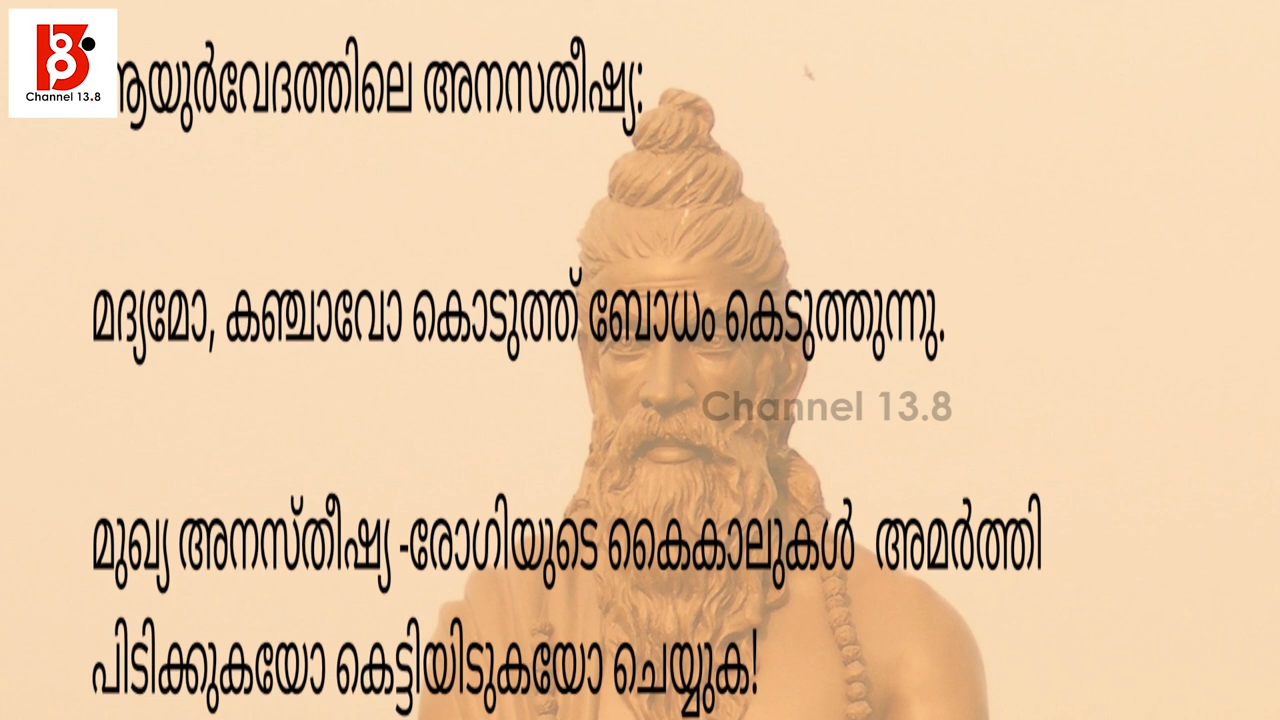 Channel 13.8
ആയുർവേദത്തിലെ അനസതീഷ്യ:
മദ്യമോ, കഞ്ചാവോ കൊടുത്ത് ബോധം കെടുത്തുന്നു.
Channel 13.8
മുഖ്യ അനസ്തീഷ്യ -രോഗിയുടെ കൈകാലുകൾ അമർത്തി
പിടിക്കുകയോ കെട്ടിയിടുകയോ ചെയ്യുക!